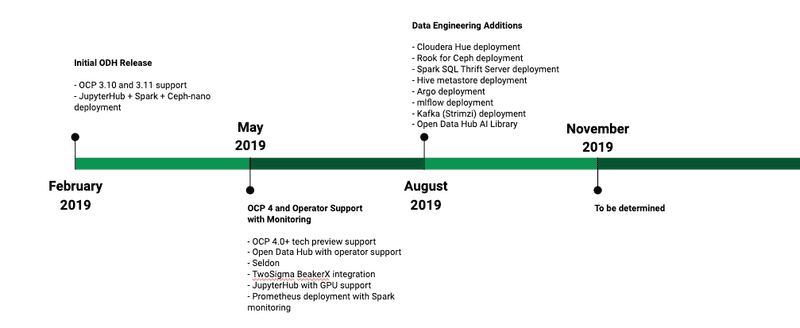 Initial ODH Release
- OCP 3.10 and 3.11 support
- JupyterHub + Spark + Ceph-nano
deployment
February
2019
May
2019
OCP 4 and Operator Support
with Monitoring
- OCP 4.0+ tech preview support
- Open Data Hub with operator support
- Seldon
- TwoSigma BeakerX integration
- JupyterHub with GPU support
- Prometheus deployment with Spark
monitoring
Data Engineering Additions
- Cloudera Hue deployment
- Rook for Ceph deployment
- Spark SQL Thrift Server deployment
- Hive metastore deployment
- Argo deployment
- mlflow deployment
- Kafka (Strimzi) deployment
- Open Data Hub AI Library
August
2019
November
2019
To be determined